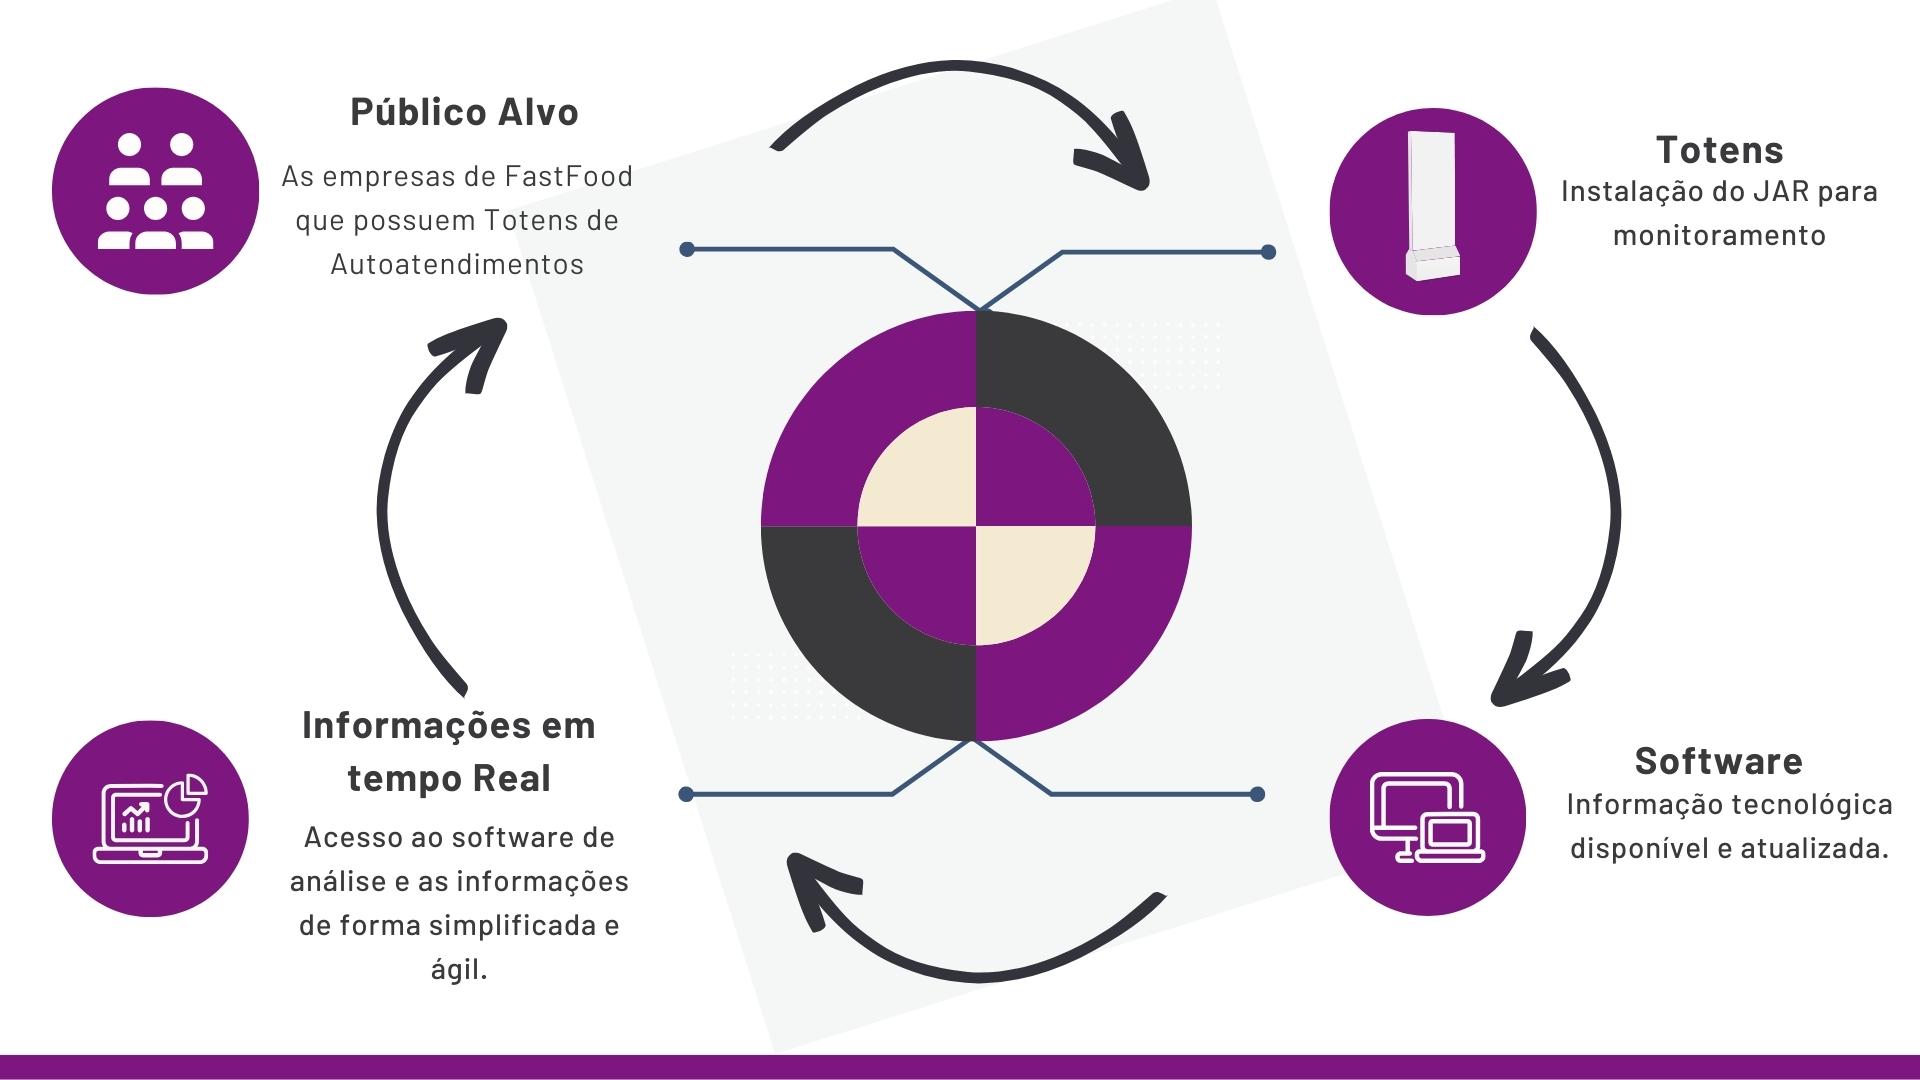 Público Alvo
As empresas de FastFood
que possuem Totens de
Autoatendimentos
Totens
Instalação do JAR para
monitoramento
Informações em
tempo Real
Acesso ao software de
análise e as informações
de forma simplificada e
ágil.
Software
Informação tecnológica
disponível e atualizada.